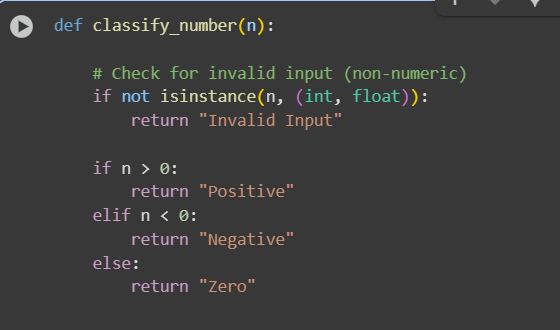 def classify_number(n):
    # Check for invalid input (non-numeric)
    if not isinstance(n, (int, float)):
        return "Invalid Input"
    if n > 0:
        return "Positive"
    elif n < 0:
        return "Negative"
    else:
        return "Zero"